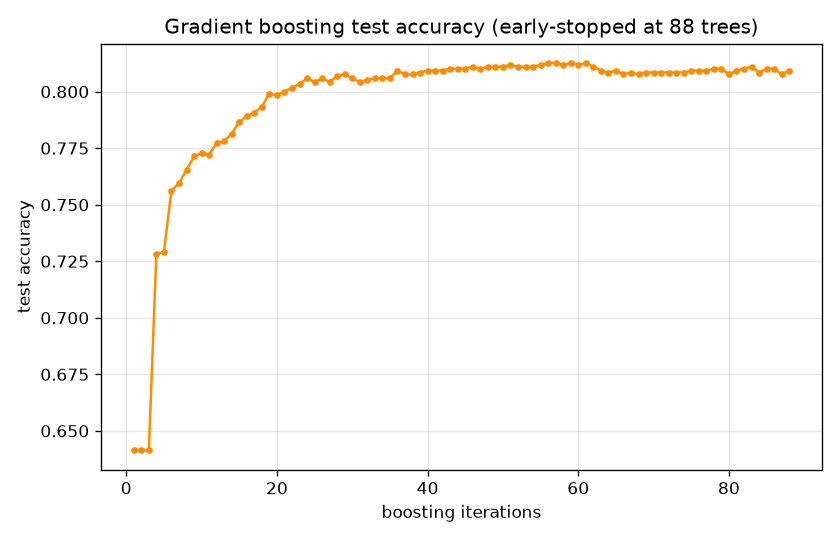 Gradient boosting test accuracy (early-stopped at 88 trees)
0.800
0.775
0.750
0.725
0.700
0.675
0.650
test accuracy
0 20 40 60 80
boosting iterations